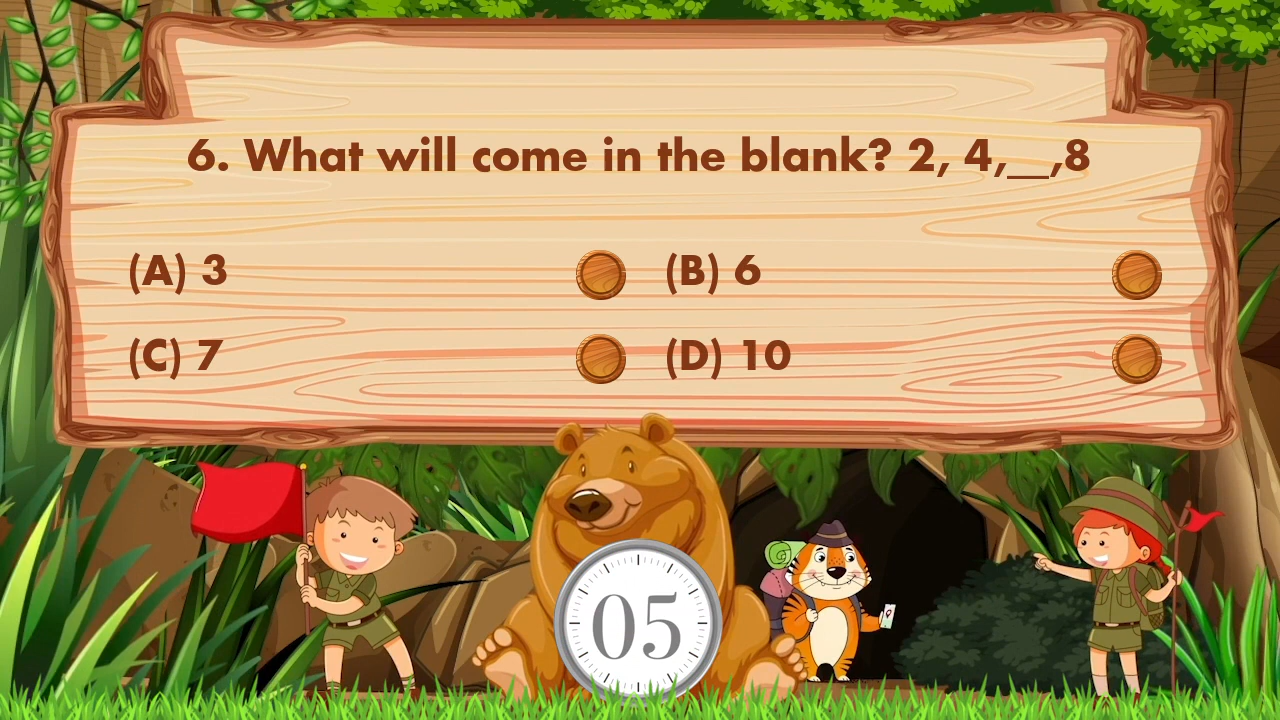 6. What will come in the blank? 2, 4,__,8
(A) 3
(B) 6
(C) 7
(D) 10
05